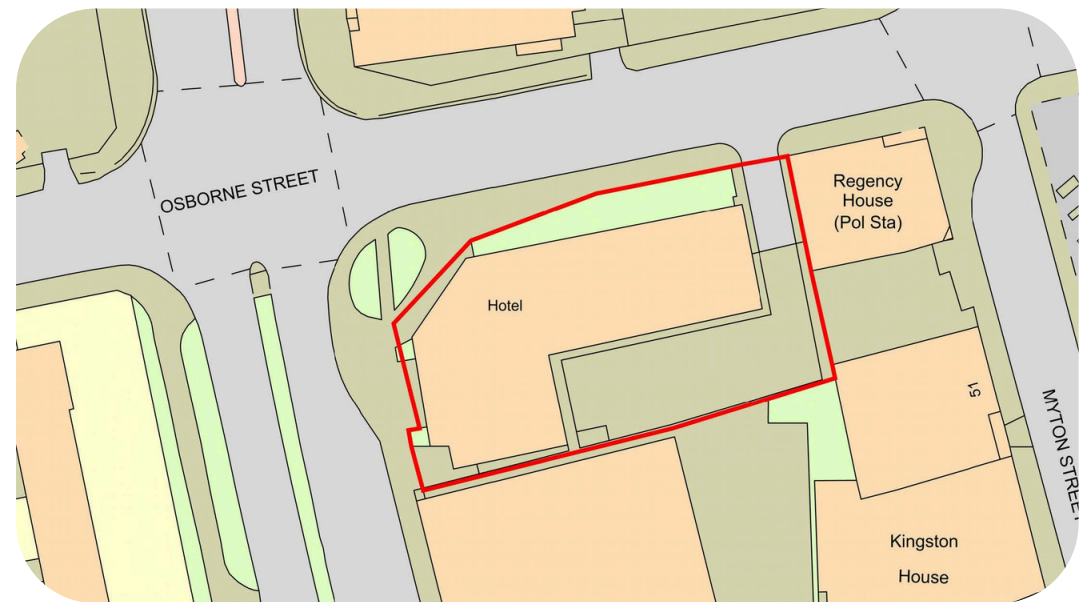 OSBORNE STREET
Regency
House
(Pol Sta)
Hotel
51
MYTON STREET
Kingston
House